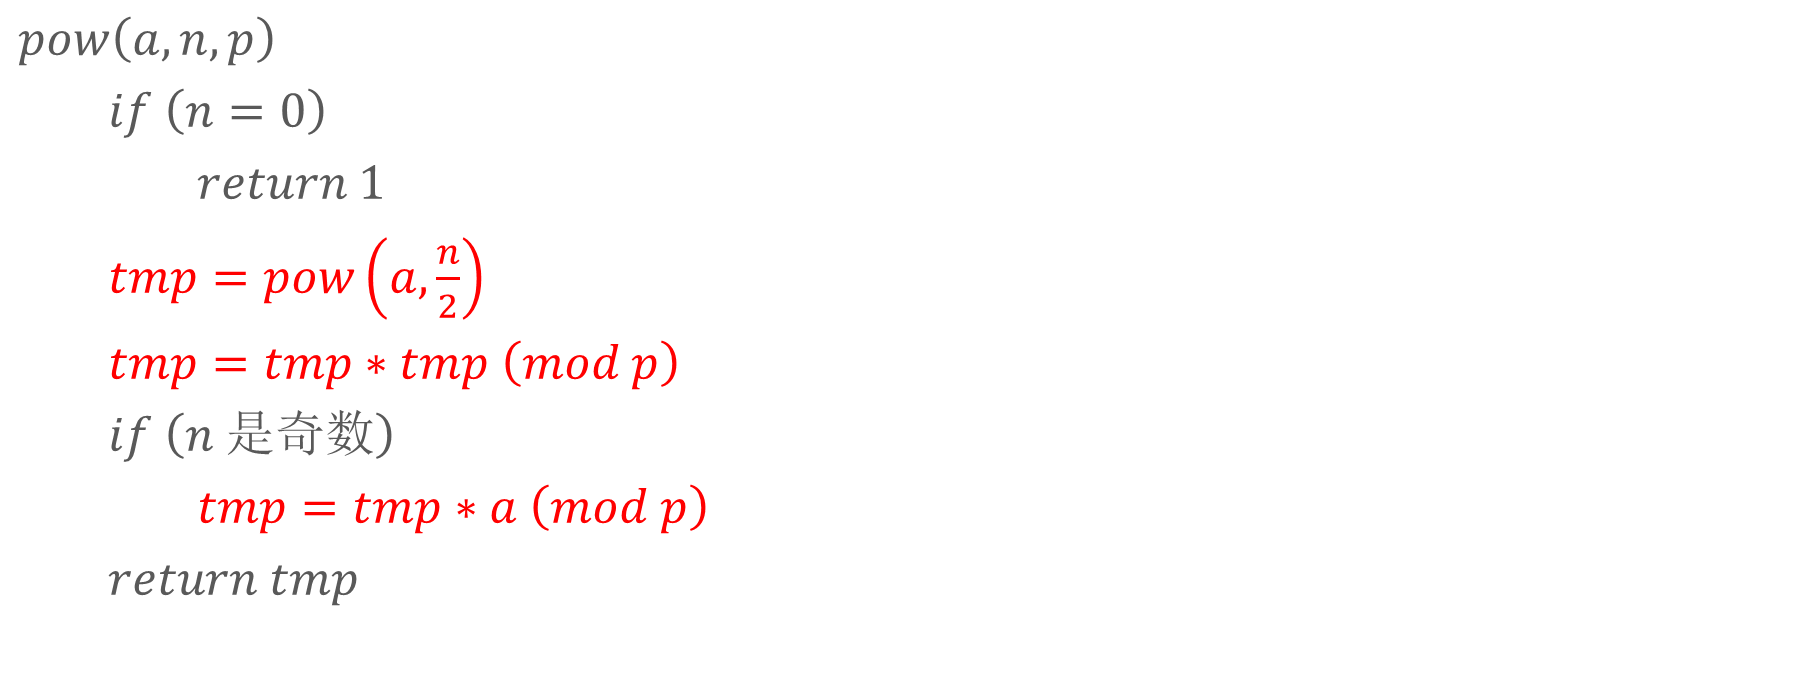 pow(a, n, p)
if (n = 0)
return 1
tmp = pow(a, n/2)
tmp = tmp * tmp (mod p)
if (n 是奇数)
tmp = tmp * a (mod p)
return tmp